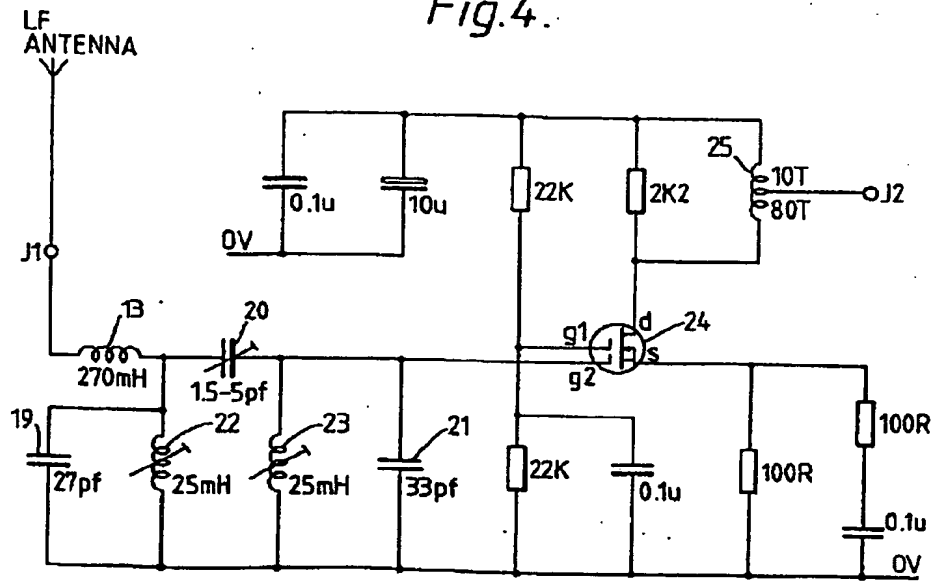 Fig.4.
LF
ANTENNA
25
10T
80T
J2
0.1u
10u
22K
2K2
0V
J1
13
20
g1
d
24
s
g2
270mH
1.5-5pf
19
22
23
21
100R
27pf
25mH
25mH
33pf
22K
0.1u
100R
0.1u
0V